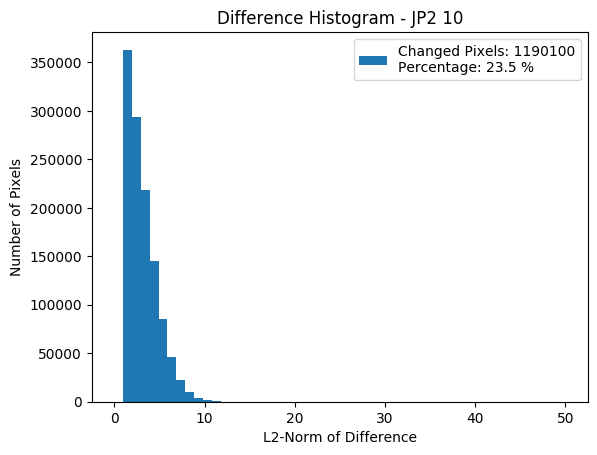 Difference Histogram - JP2 10
Changed Pixels: 1190100
Percentage: 23.5 %
Number of Pixels
350000
300000
250000
200000
150000
100000
50000
0
0 10 20 30 40 50
L2-Norm of Difference